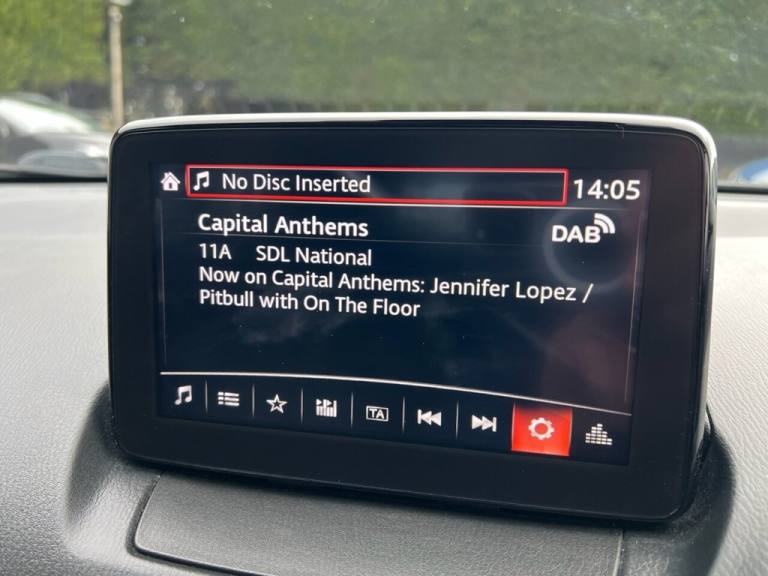 No Disc Inserted
14:05
Capital Anthems
DAB
11A SDL National
Now on Capital Anthems: Jennifer Lopez /
Pitbull with On The Floor
TA